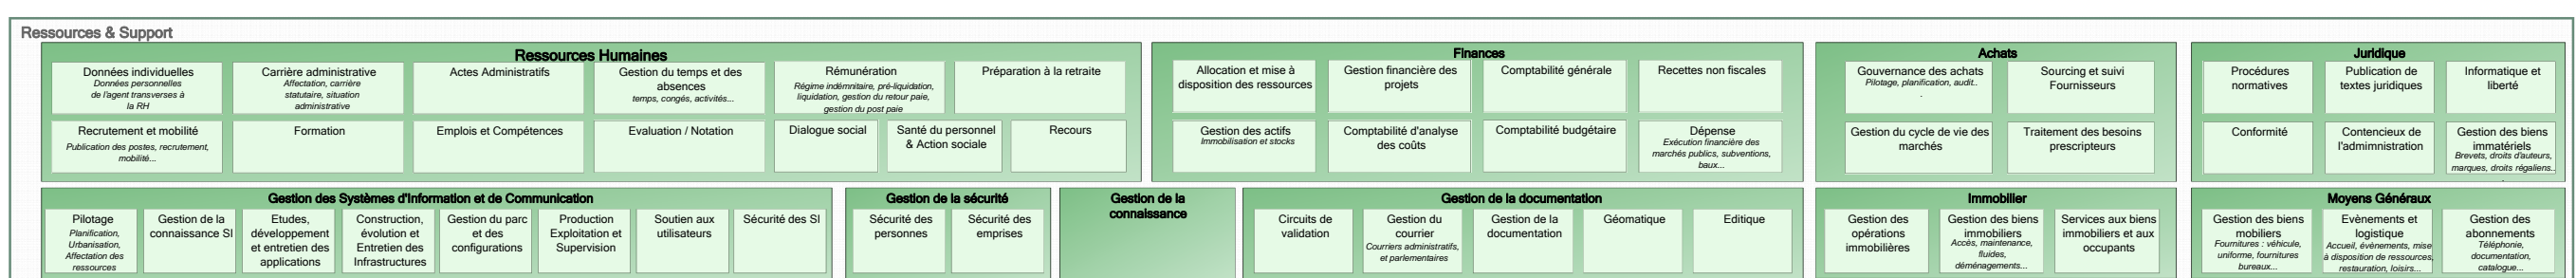 Ressources & Support
Ressources Humaines
Données individuelles
Données personnelles
de l'agent transverses à
la RH
Carrière administrative
Affectation, carrière
statutaire, situation
administrative
Actes Administratifs
Gestion du temps et des
absences
temps, congés, activités...
Rémunération
Régime indémnitaire, pré-liquidation,
liquidation, gestion du retour paie,
gestion du post paie
Préparation à la retraite
Recrutement et mobilité
Publication des postes, recrutement,
mobilité...
Formation
Emplois et Compétences
Evaluation / Notation
Dialogue social
Santé du personnel
& Action sociale
Recours
Finances
Allocation et mise à
disposition des ressources
Gestion financière des
projets
Comptabilité générale
Recettes non fiscales
Gestion des actifs
Immobilisation et stocks
Comptabilité d'analyse
des coûts
Comptabilité budgétaire
Dépense
Exécution financière des
marchés publics, subventions,
baux...
Achats
Gouvernance des achats
Pilotage, planification, audit..
.
Sourcing et suivi
Fournisseurs
Gestion du cycle de vie des
marchés
Traitement des besoins
prescripteurs
Juridique
Procédures
normatives
Publication de
textes juridiques
Informatique et
liberté
Conformité
Contencieux de
l'admimnistration
Gestion des biens
immatériels
Brevets, droits d'auteurs,
marques, droits régaliens..
.
Gestion des Systèmes d'Information et de Communication
Pilotage
Planification,
Urbanisation,
Affectation des
ressources
Gestion de la
connaissance SI
Etudes,
développement
et entretien des
applications
Construction,
évolution et
Entretien des
Infrastructures
Gestion du parc
et des
configurations
Production
Exploitation et
Supervision
Soutien aux
utilisateurs
Sécurité des SI
Gestion de la sécurité
Sécurité des
personnes
Sécurité des
emprises
Gestion de la
connaissance
Gestion de la documentation
Circuits de
validation
Gestion du
courrier
Courriers administratifs,
et parlementaires
Gestion de la
documentation
Géomatique
Editique
Immobilier
Gestion des
opérations
immobilières
Gestion des biens
immobiliers
Accès, maintenance,
fluides,
déménagements...
Services aux biens
immobiliers et aux
occupants
Moyens Généraux
Gestion des biens
mobiliers
Fournitures : véhicule,
uniforme, fournitures
bureaux...
Evènements et
logistique
Accueil, évènements, mise
à disposition de ressources,
restauration, loisirs...
Gestion des
abonnements
Téléphonie,
documentation,
catalogue...